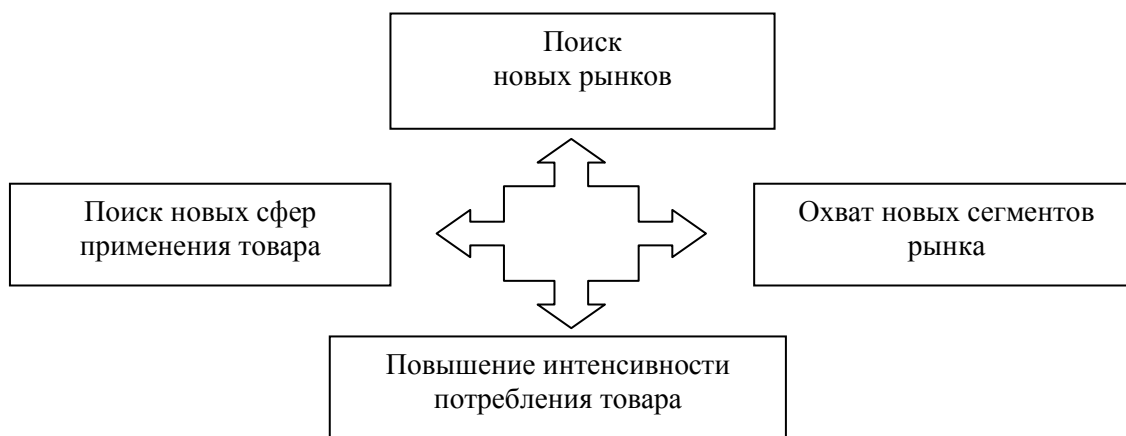 Поиск
новых рынков
Поиск новых сфер
применения товара
Охват новых сегментов
рынка
Повышение интенсивности
потребления товара